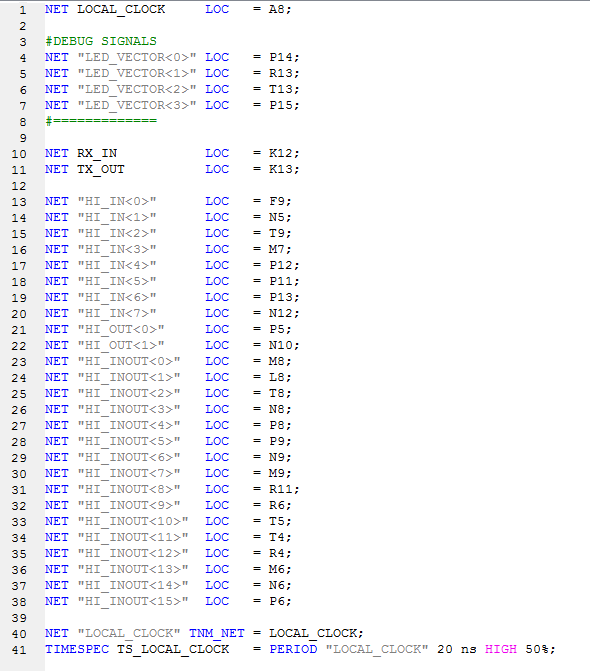 1 NET LOCAL_CLOCK LOC = A8;
2
3 #DEBUG SIGNALS
4 NET "LED_VECTOR<0>" LOC = P14;
5 NET "LED_VECTOR<1>" LOC = R13;
6 NET "LED_VECTOR<2>" LOC = T13;
7 NET "LED_VECTOR<3>" LOC = P15;
8 #=============
9
10 NET RX_IN LOC = K12;
11 NET TX_OUT LOC = K13;
12
13 NET "HI_IN<0>" LOC = F9;
14 NET "HI_IN<1>" LOC = N5;
15 NET "HI_IN<2>" LOC = T9;
16 NET "HI_IN<3>" LOC = M7;
17 NET "HI_IN<4>" LOC = P12;
18 NET "HI_IN<5>" LOC = P11;
19 NET "HI_IN<6>" LOC = P13;
20 NET "HI_IN<7>" LOC = N12;
21 NET "HI_OUT<0>" LOC = P5;
22 NET "HI_OUT<1>" LOC = N10;
23 NET "HI_INOUT<0>" LOC = M8;
24 NET "HI_INOUT<1>" LOC = L8;
25 NET "HI_INOUT<2>" LOC = T8;
26 NET "HI_INOUT<3>" LOC = N8;
27 NET "HI_INOUT<4>" LOC = P8;
28 NET "HI_INOUT<5>" LOC = P9;
29 NET "HI_INOUT<6>" LOC = N9;
30 NET "HI_INOUT<7>" LOC = M9;
31 NET "HI_INOUT<8>" LOC = R11;
32 NET "HI_INOUT<9>" LOC = R6;
33 NET "HI_INOUT<10>" LOC = T5;
34 NET "HI_INOUT<11>" LOC = T4;
35 NET "HI_INOUT<12>" LOC = R4;
36 NET "HI_INOUT<13>" LOC = M6;
37 NET "HI_INOUT<14>" LOC = N6;
38 NET "HI_INOUT<15>" LOC = P6;
39
40 NET "LOCAL_CLOCK" TNM_NET = LOCAL_CLOCK;
41 TIMESPEC TS_LOCAL_CLOCK = PERIOD "LOCAL_CLOCK" 20 ns HIGH 50%;